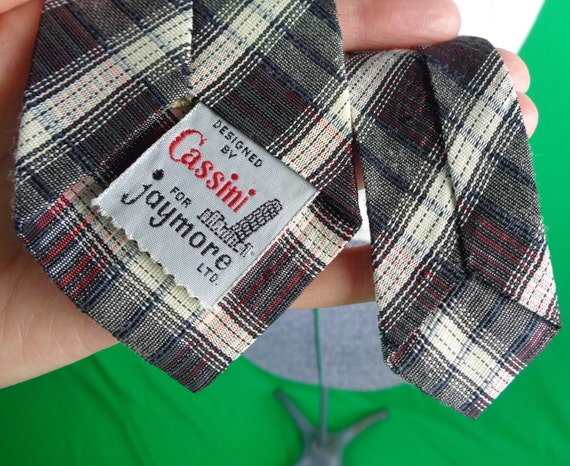 DESIGNED
BY
Cassini
FOR
jaymore
LTD.